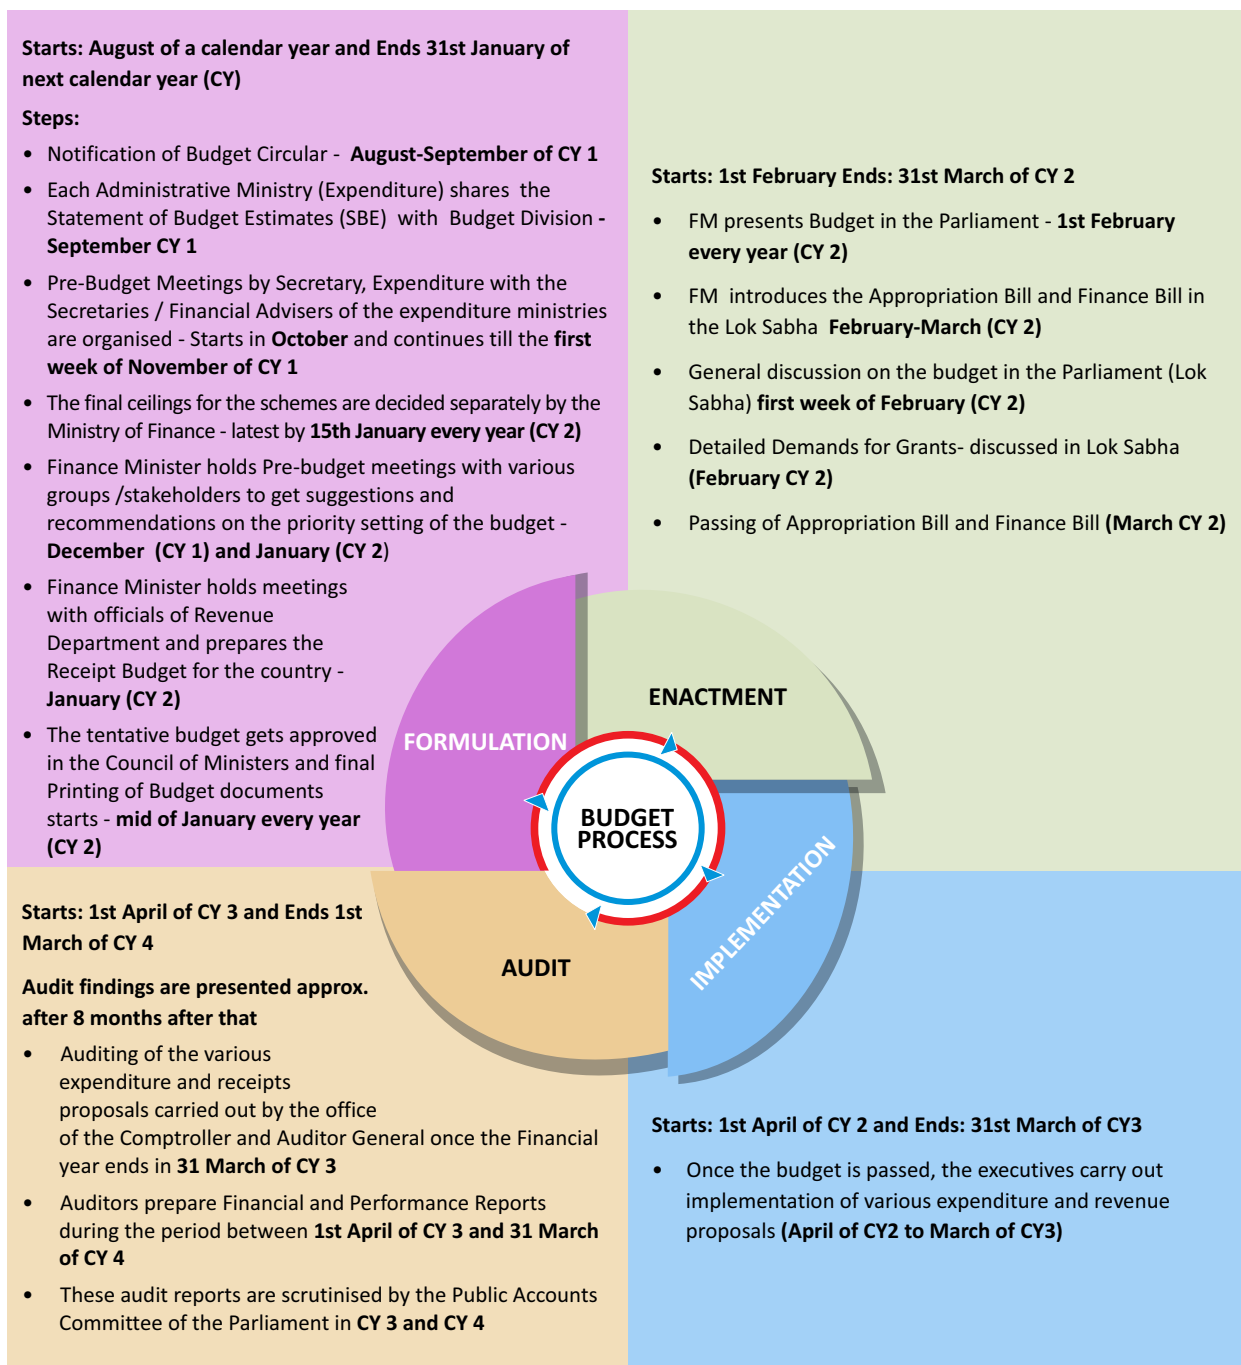 Starts: August of a calendar year and Ends 31st January of
next calendar year (CY)
Steps:
• Notification of Budget Circular - August-September of CY 1
• Each Administrative Ministry (Expenditure) shares the
Statement of Budget Estimates (SBE) with Budget Division -
September CY 1
• Pre-Budget Meetings by Secretary, Expenditure with the
Secretaries / Financial Advisers of the expenditure ministries
are organised - Starts in October and continues till the first
week of November of CY 1
• The final ceilings for the schemes are decided separately by the
Ministry of Finance - latest by 15th January every year (CY 2)
• Finance Minister holds Pre-budget meetings with various
groups /stakeholders to get suggestions and
recommendations on the priority setting of the budget -
December (CY 1) and January (CY 2)
• Finance Minister holds meetings
with officials of Revenue
Department and prepares the
Receipt Budget for the country -
January (CY 2)
• The tentative budget gets approved
in the Council of Ministers and final
Printing of Budget documents
starts - mid of January every year
(CY 2)
Starts: 1st February Ends: 31st March of CY 2
• FM presents Budget in the Parliament - 1st February
every year (CY 2)
• FM introduces the Appropriation Bill and Finance Bill in
the Lok Sabha February-March (CY 2)
• General discussion on the budget in the Parliament (Lok
Sabha) first week of February (CY 2)
• Detailed Demands for Grants- discussed in Lok Sabha
(February CY 2)
• Passing of Appropriation Bill and Finance Bill (March CY 2)
FORMULATION
ENACTMENT
BUDGET
PROCESS
IMPLEMENTATION
AUDIT
Starts: 1st April of CY 3 and Ends 1st
March of CY 4
Audit findings are presented approx.
after 8 months after that
• Auditing of the various
expenditure and receipts
proposals carried out by the office
of the Comptroller and Auditor General once the Financial
year ends in 31 March of CY 3
• Auditors prepare Financial and Performance Reports
during the period between 1st April of CY 3 and 31 March
of CY 4
• These audit reports are scrutinised by the Public Accounts
Committee of the Parliament in CY 3 and CY 4
Starts: 1st April of CY 2 and Ends: 31st March of CY3
• Once the budget is passed, the executives carry out
implementation of various expenditure and revenue
proposals (April of CY2 to March of CY3)